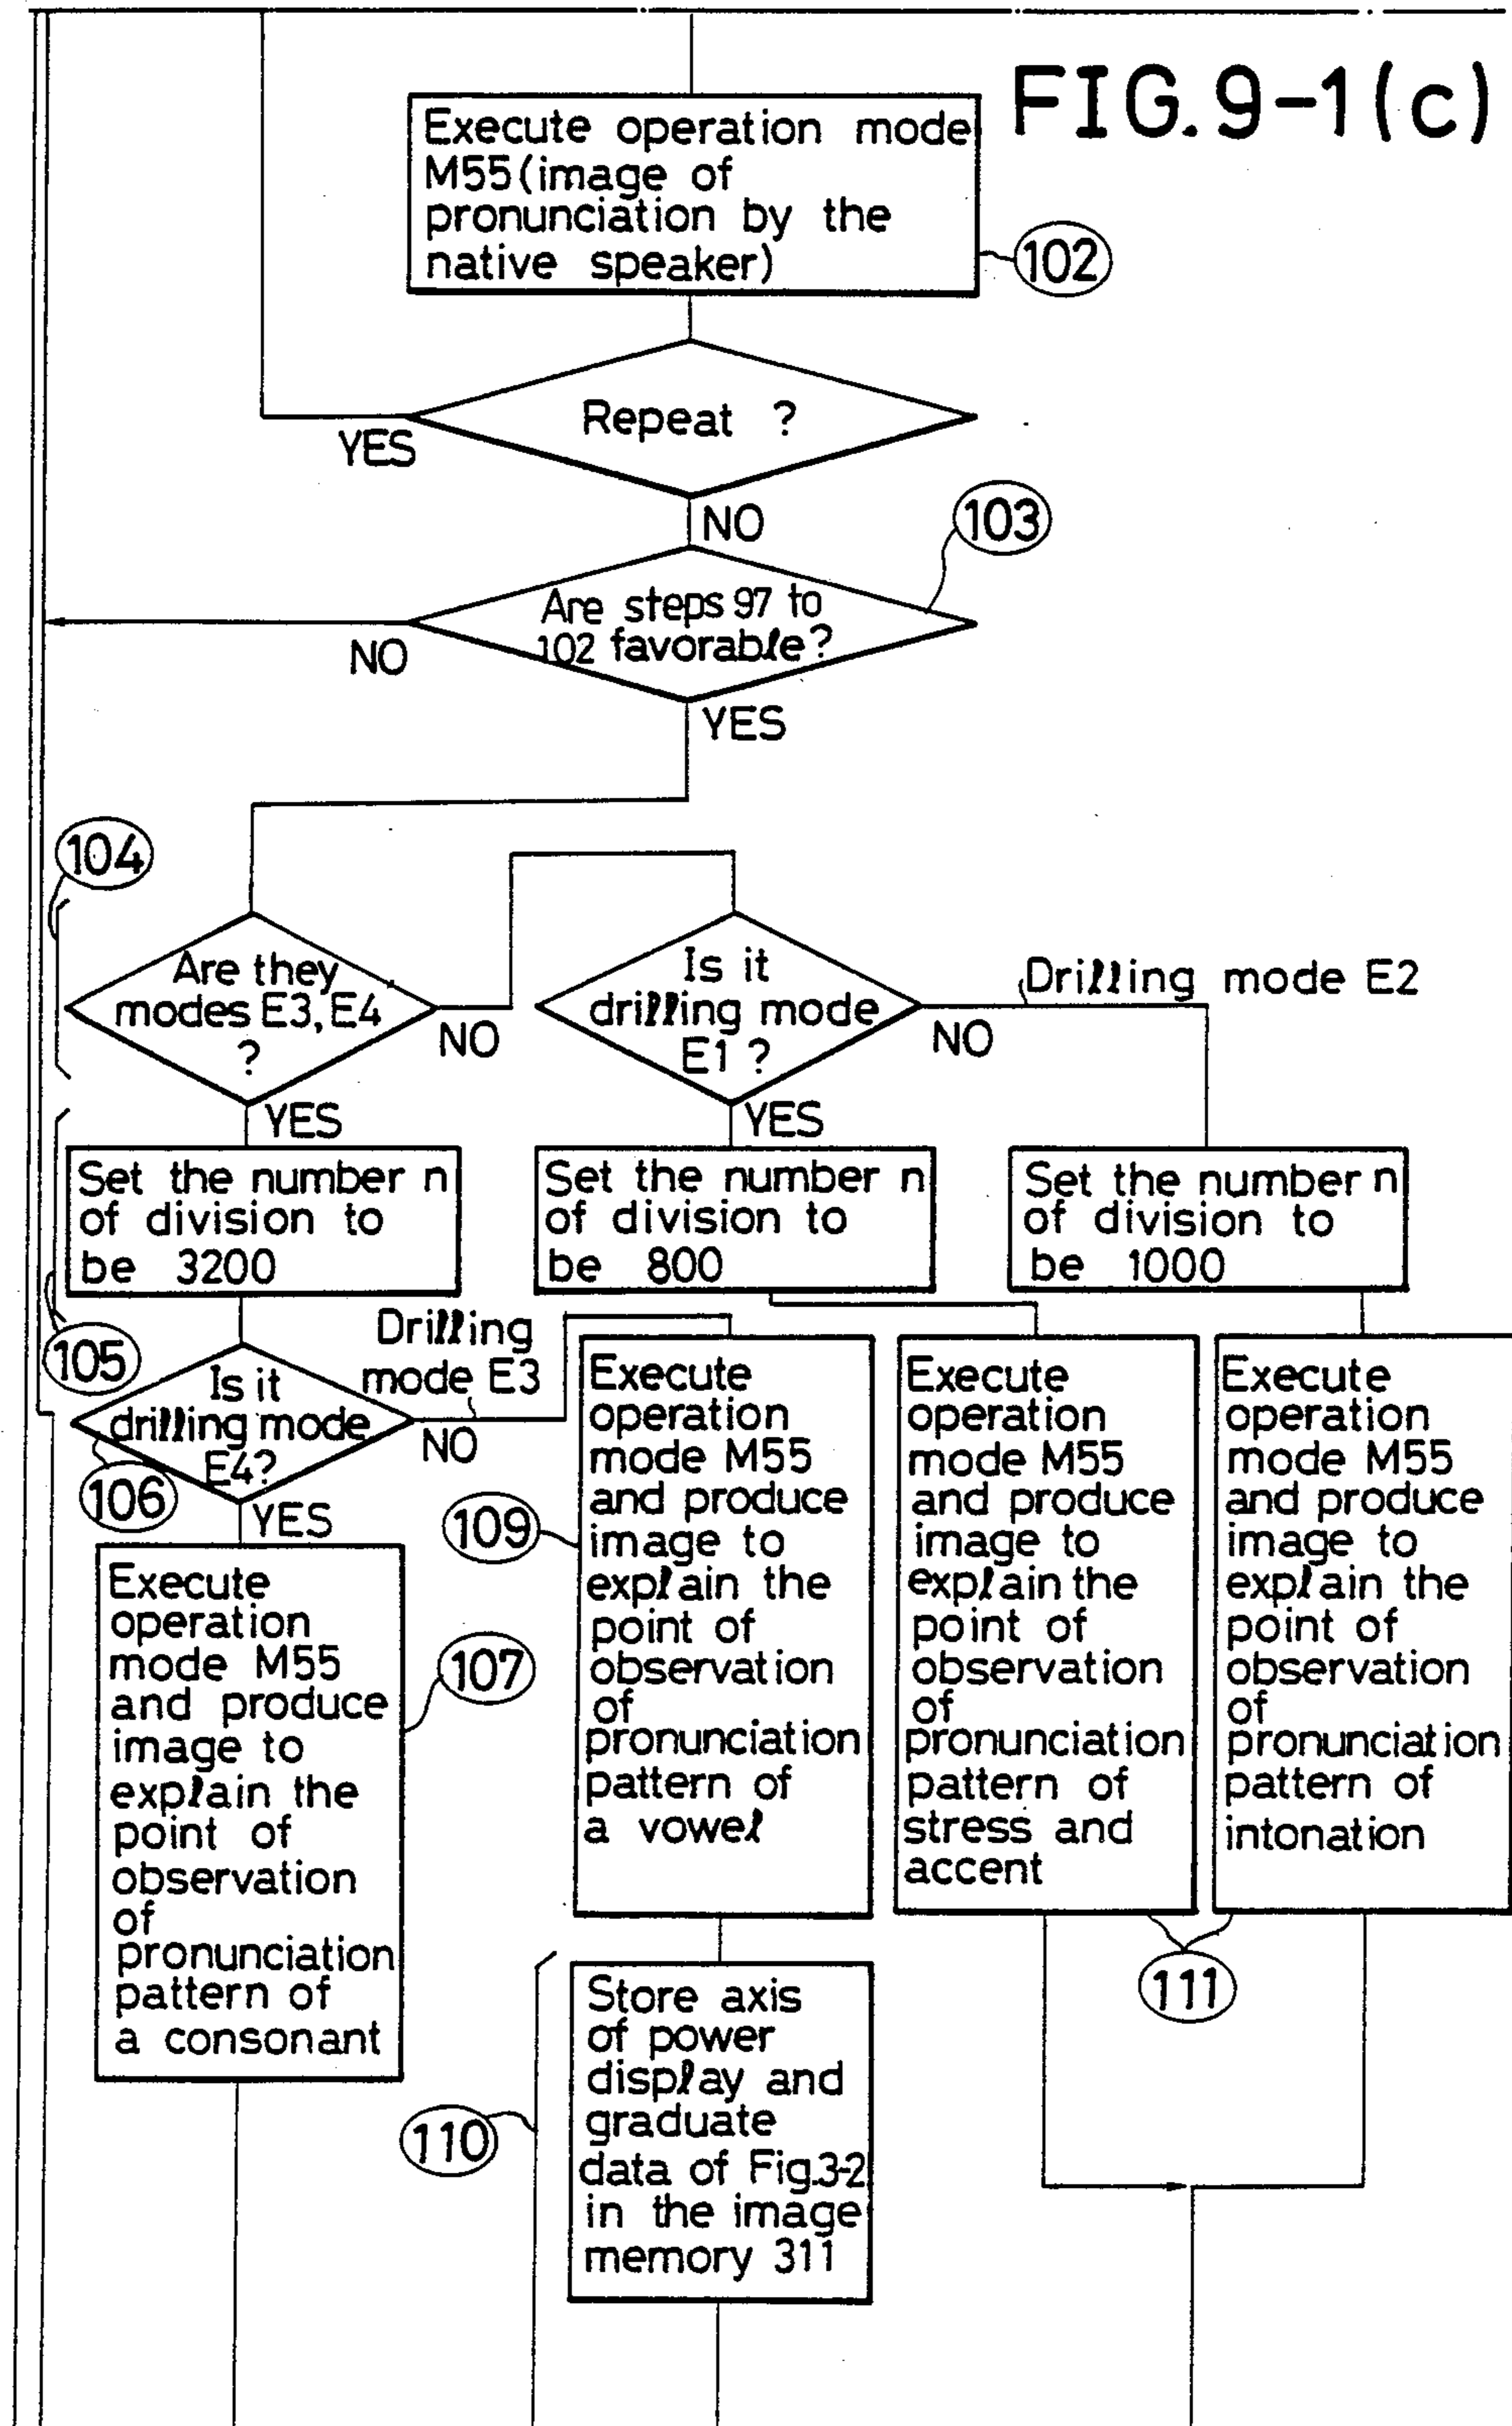 FIG.9-1(c)
Execute operation mode
M55(image of
pronunciation by the
native speaker)
102
Repeat ?
YES
NO
103
Are steps 97 to
102 favorable?
NO
YES
104
Are they
modes E3,E4
?
NO
Is it
drilling mode
E1 ?
NO
Drilling mode E2
YES
YES
Set the number n
of division to
be 3200
Set the number n
of division to
be 800
Set the number n
of division to
be 1000
105
Is it
drilling mode
E4?
Drilling
mode E3
NO
106
YES
Execute
operation
mode M55
and produce
image to
explain the
point of
observation
of
pronunciation
pattern of
a consonant
107
109
Execute
operation
mode M55
and produce
image to
explain the
point of
observation
of
pronunciation
pattern of
a vowel
Execute
operation
mode M55
and produce
image to
explain the
point of
observation
of
pronunciation
pattern of
stress and
accent
Execute
operation
mode M55
and produce
image to
explain the
point of
observation
of
pronunciation
pattern of
intonation
111
110
Store axis
of power
display and
graduate
data of Fig.3-2
in the image
memory 311